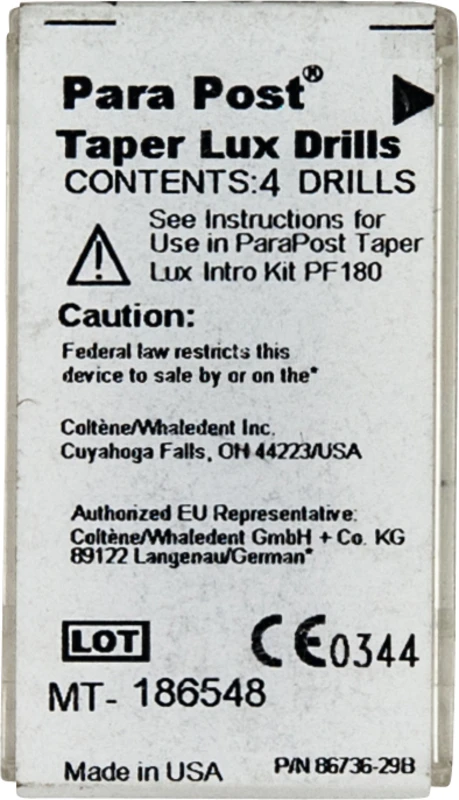 Para Post®
Taper Lux Drills
CONTENTS:4 DRILLS
See Instructions for
Use in ParaPost Taper
Lux Intro Kit PF180
Caution:
Federal law restricts this
device to sale by or on the*
Coltène/Whaledent Inc.
Cuyahoga Falls, OH 44223/USA
Authorized EU Representative:
Coltène/Whaledent GmbH + Co. KG
89122 Langenau/German*
LOT CE0344
MT- 186548
Made in USA P/N 86736-29B